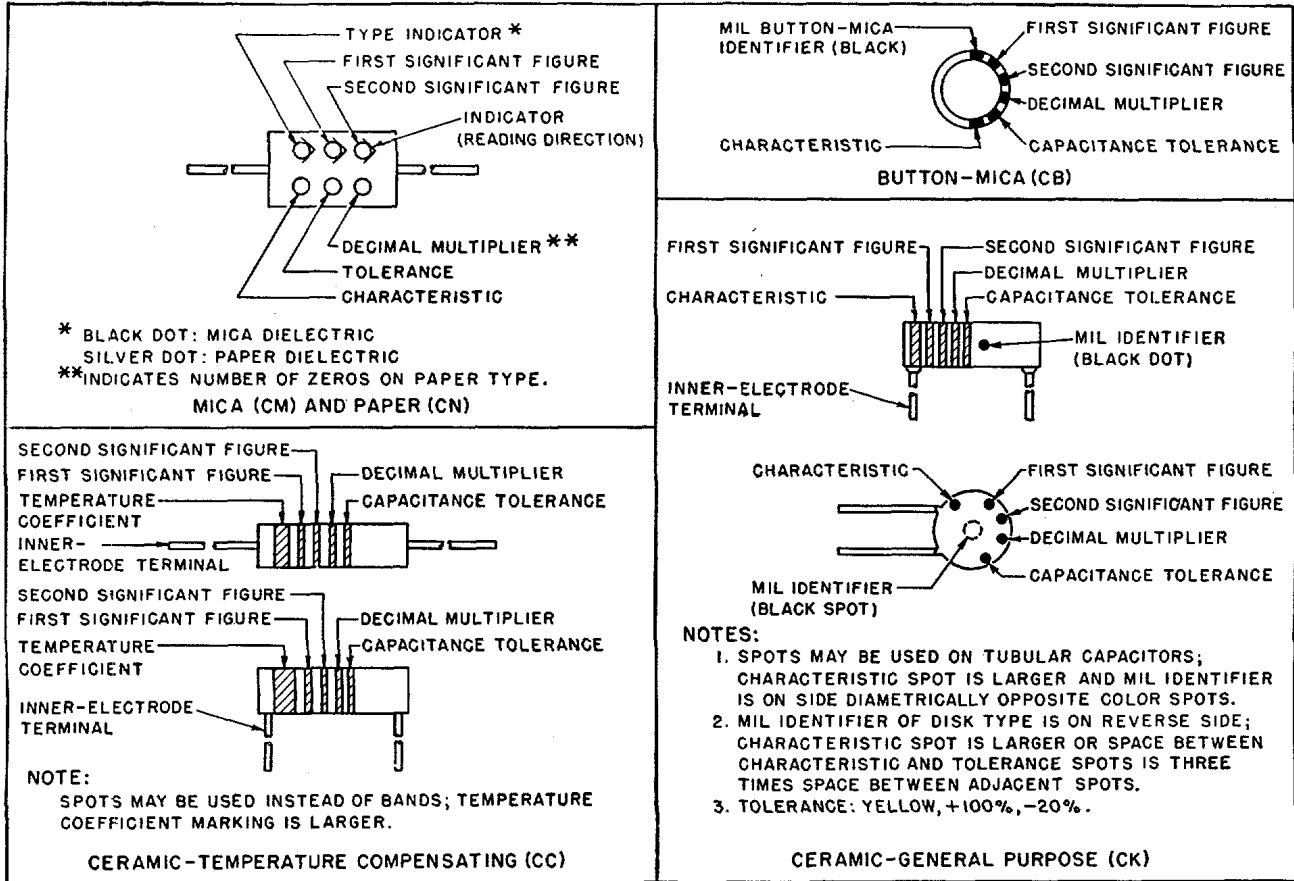 TYPE INDICATOR *
FIRST SIGNIFICANT FIGURE
SECOND SIGNIFICANT FIGURE
INDICATOR
(READING DIRECTION)
DECIMAL MULTIPLIER **
TOLERANCE
CHARACTERISTIC
* BLACK DOT: MICA DIELECTRIC
SILVER DOT: PAPER DIELECTRIC
** INDICATES NUMBER OF ZEROS ON PAPER TYPE.
MICA (CM) AND PAPER (CN)
SECOND SIGNIFICANT FIGURE
FIRST SIGNIFICANT FIGURE
DECIMAL MULTIPLIER
TEMPERATURE
COEFFICIENT
CAPACITANCE TOLERANCE
INNER-
ELECTRODE TERMINAL
SECOND SIGNIFICANT FIGURE
FIRST SIGNIFICANT FIGURE
DECIMAL MULTIPLIER
TEMPERATURE
COEFFICIENT
CAPACITANCE TOLERANCE
INNER-ELECTRODE
TERMINAL
NOTE:
SPOTS MAY BE USED INSTEAD OF BANDS; TEMPERATURE
COEFFICIENT MARKING IS LARGER.
CERAMIC-TEMPERATURE COMPENSATING (CC)
MIL BUTTON-MICA
IDENTIFIER (BLACK)
FIRST SIGNIFICANT FIGURE
SECOND SIGNIFICANT FIGURE
DECIMAL MULTIPLIER
CHARACTERISTIC
CAPACITANCE TOLERANCE
BUTTON-MICA (CB)
FIRST SIGNIFICANT FIGURE
SECOND SIGNIFICANT FIGURE
DECIMAL MULTIPLIER
CHARACTERISTIC
CAPACITANCE TOLERANCE
MIL IDENTIFIER
(BLACK DOT)
INNER-ELECTRODE
TERMINAL
CHARACTERISTIC
FIRST SIGNIFICANT FIGURE
SECOND SIGNIFICANT FIGURE
DECIMAL MULTIPLIER
CAPACITANCE TOLERANCE
MIL IDENTIFIER
(BLACK SPOT)
NOTES:
1. SPOTS MAY BE USED ON TUBULAR CAPACITORS;
CHARACTERISTIC SPOT IS LARGER AND MIL IDENTIFIER
IS ON SIDE DIAMETRICALLY OPPOSITE COLOR SPOTS.
2. MIL IDENTIFIER OF DISK TYPE IS ON REVERSE SIDE;
CHARACTERISTIC SPOT IS LARGER OR SPACE BETWEEN
CHARACTERISTIC AND TOLERANCE SPOTS IS THREE
TIMES SPACE BETWEEN ADJACENT SPOTS.
3. TOLERANCE: YELLOW, +100%, -20%.
CERAMIC-GENERAL PURPOSE (CK)